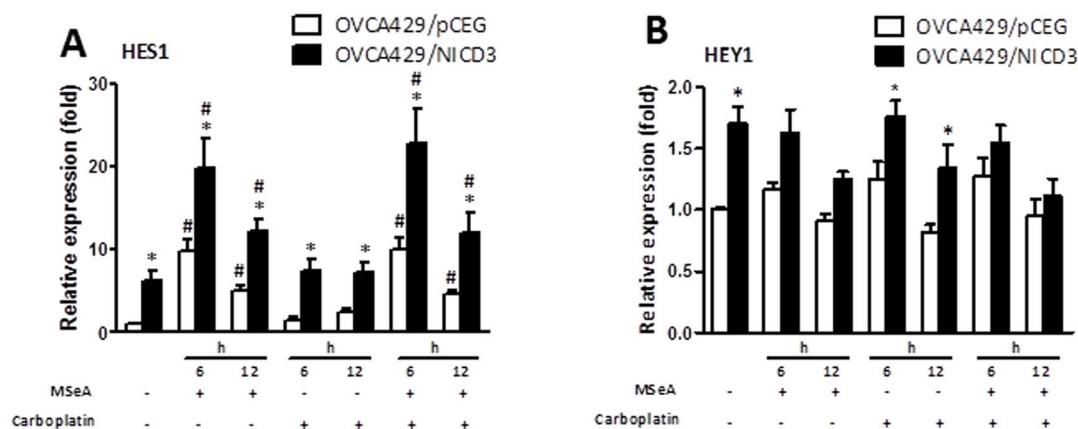 A
HES1
OVCA429/pCEG
OVCA429/NICD3
Relative expression (fold)
30
20
10
0
*
#
#
*
#
#
*
*
*
#
#
*
#
#
*
h
h
h
6 12 6 12 6 12
MSeA - + + - - + +
Carboplatin - - - + + + +
B
HEY1
OVCA429/pCEG
OVCA429/NICD3
Relative expression (fold)
2.0
1.5
1.0
0.5
0.0
*
*
*
h
h
h
6 12 6 12 6 12
MSeA - + + - - + +
Carboplatin - - - + + + +